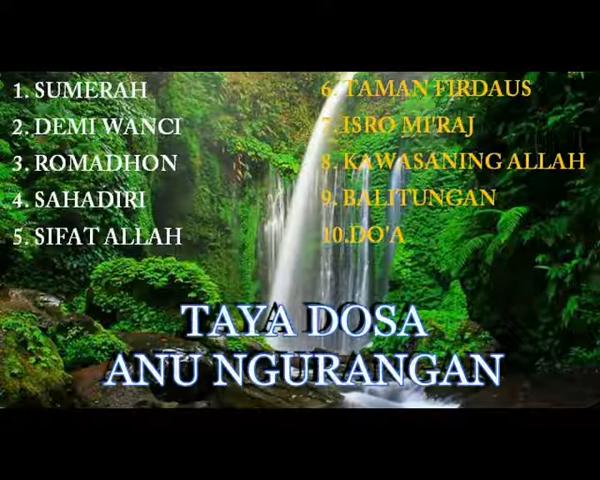 1. SUMERAH
2. DEMI WANCI
3. ROMADHON
4. SAHADIRI
5. SIFAT ALLAH
6. TAMAN FIRDAUS
7. ISRO MI'RAJ
8. KAWASANING ALLAH
9. BALITUNGAN
10.DO'A
TAYA DOSA
ANU NGURANGAN